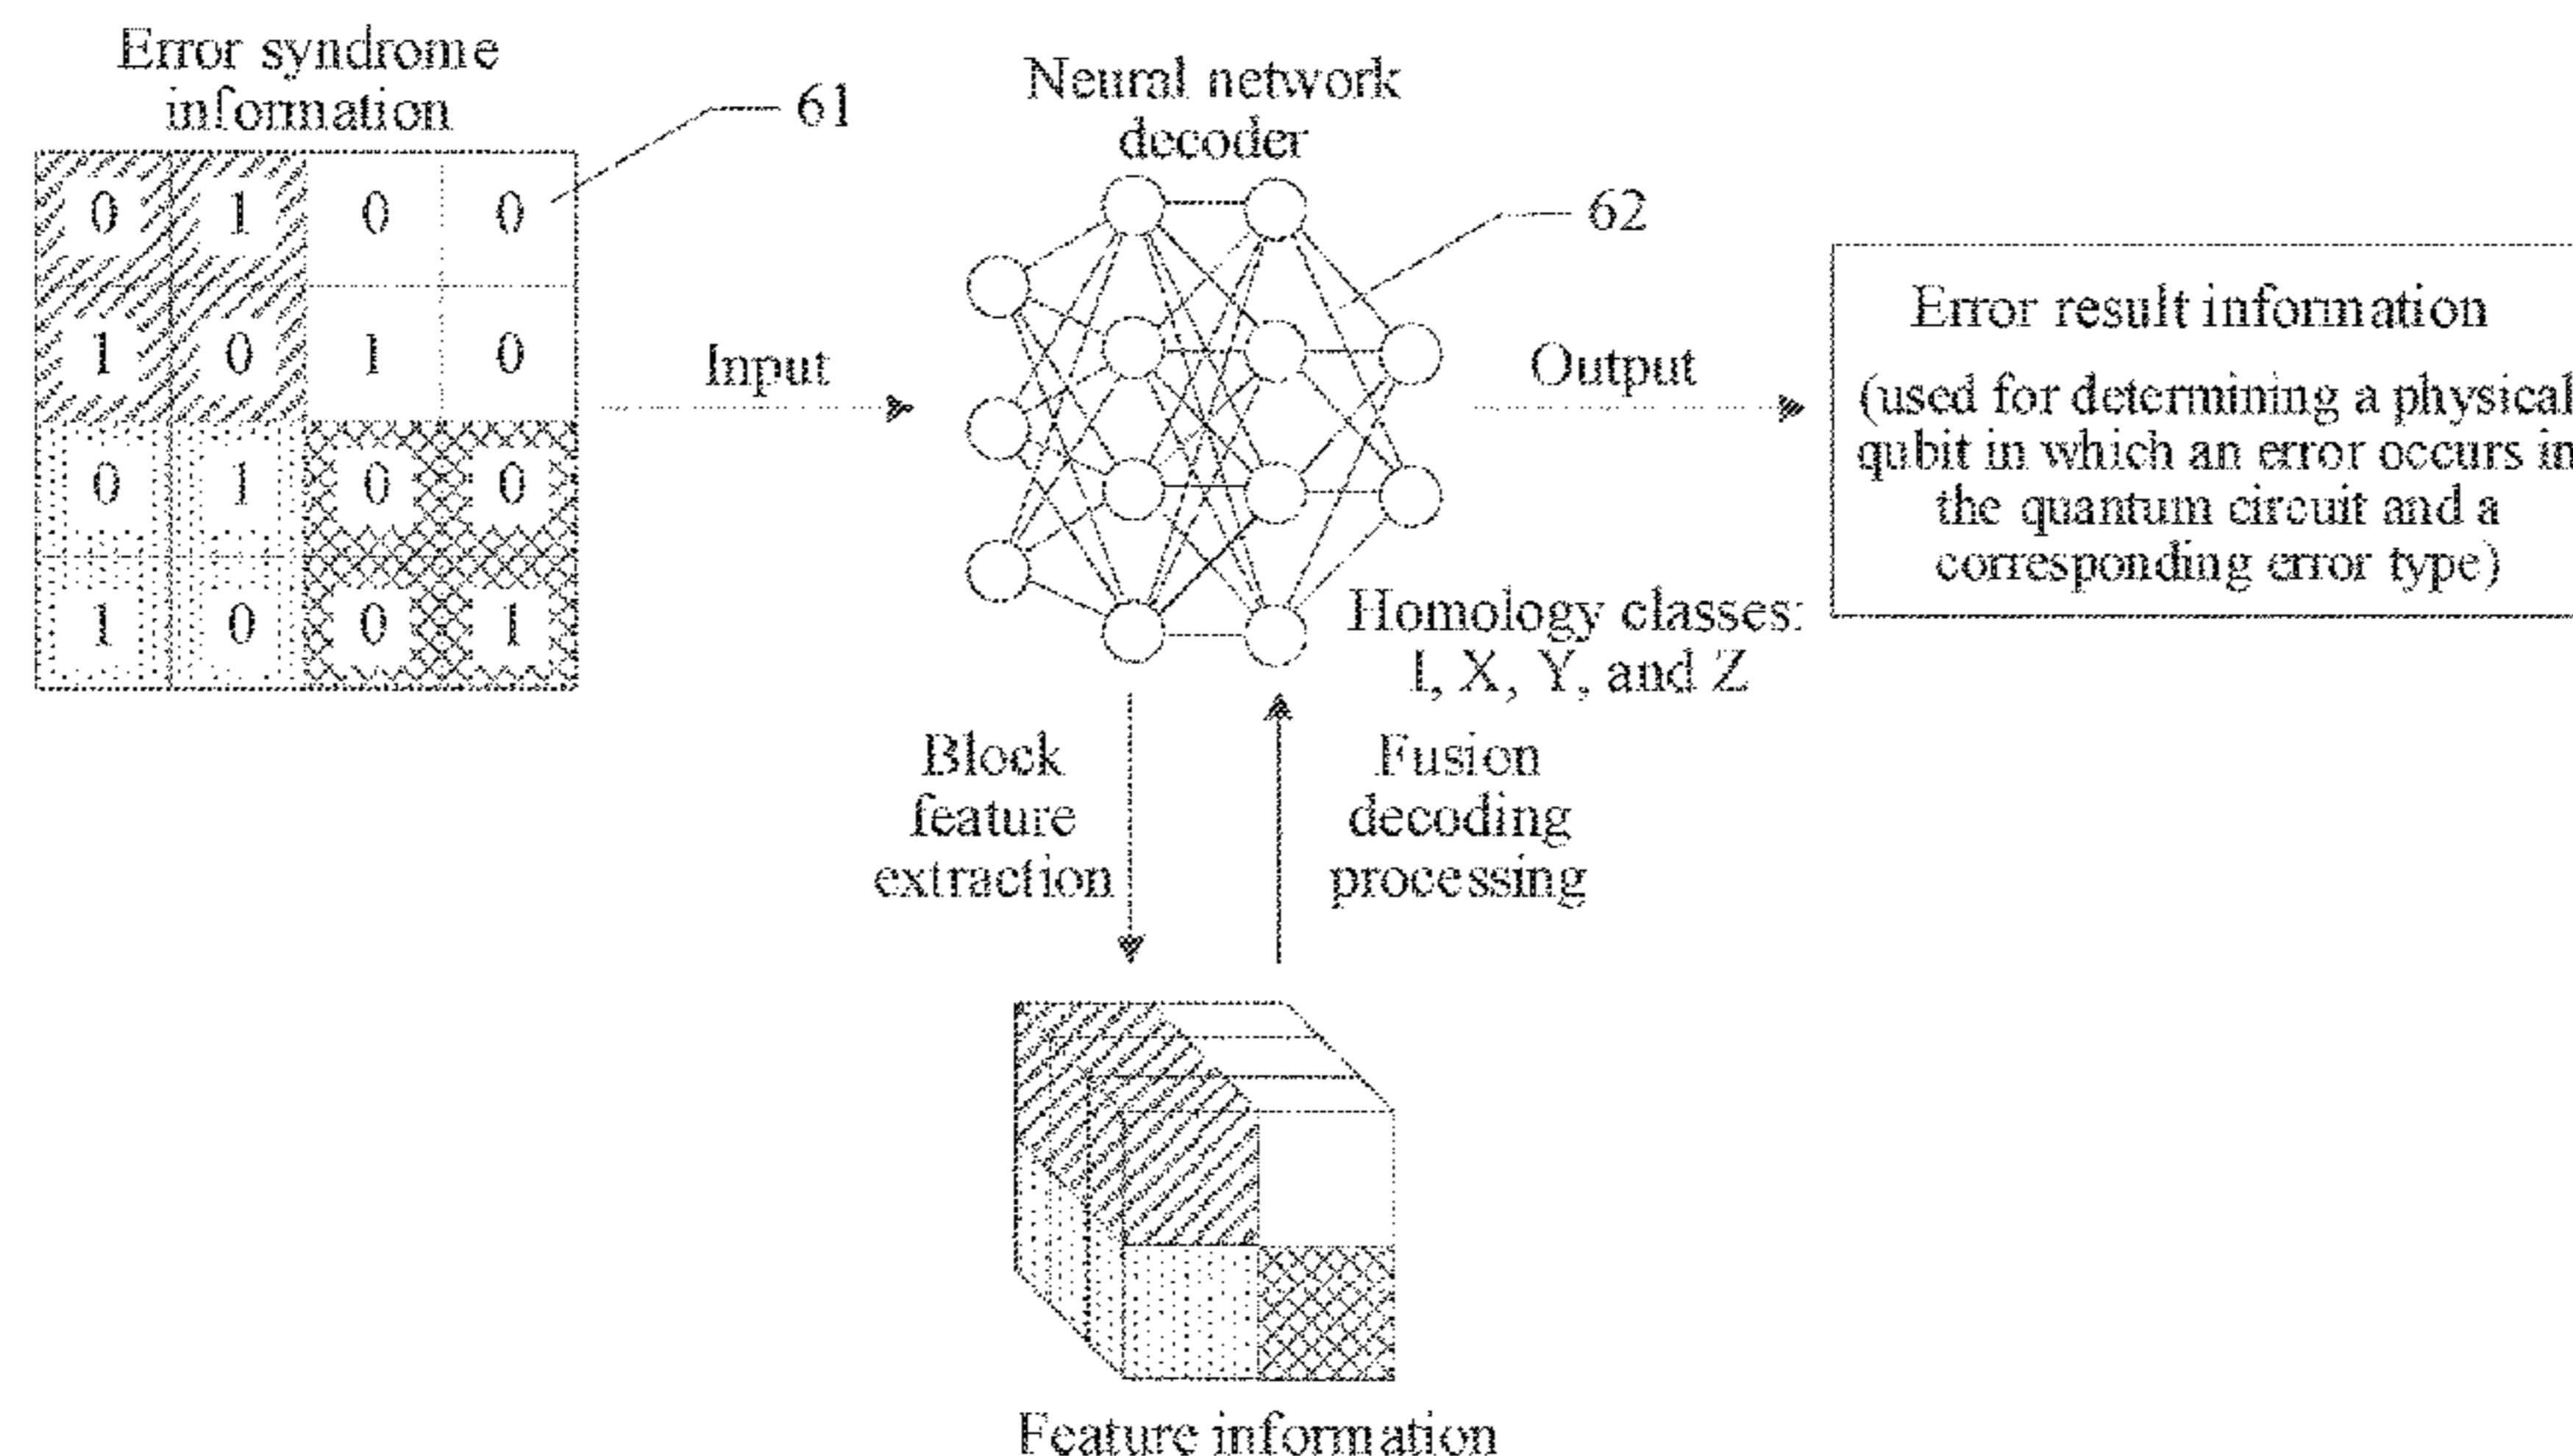 Error syndrome
information
61
0 1 0 0
1 0 1 0
0 1 0 0
1 0 0 1
Input
Neural network
decoder
62
Output
Homology classes:
I, X, Y, and Z
Error result information
(used for determining a physical
qubit in which an error occurs in
the quantum circuit and a
corresponding error type)
Block
feature
extraction
Fusion
decoding
processing
Feature information